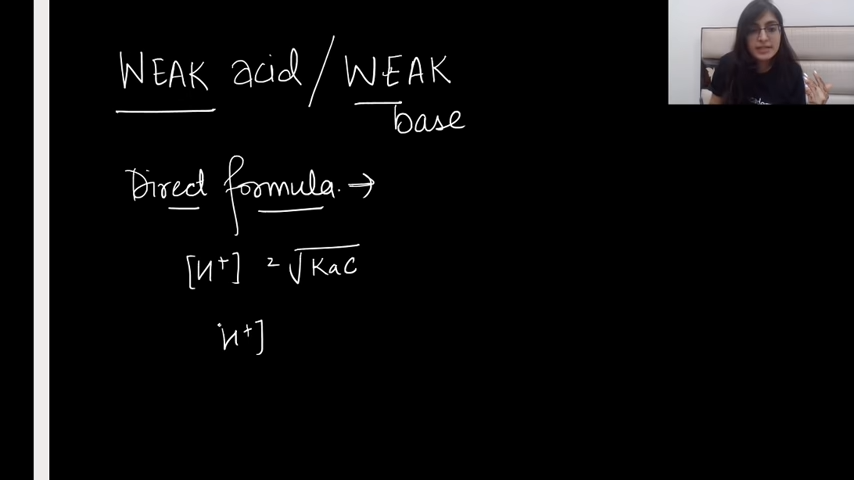 WEAK acid / WEAK
base
Direct formula →
[H+] = √KaC
H+]